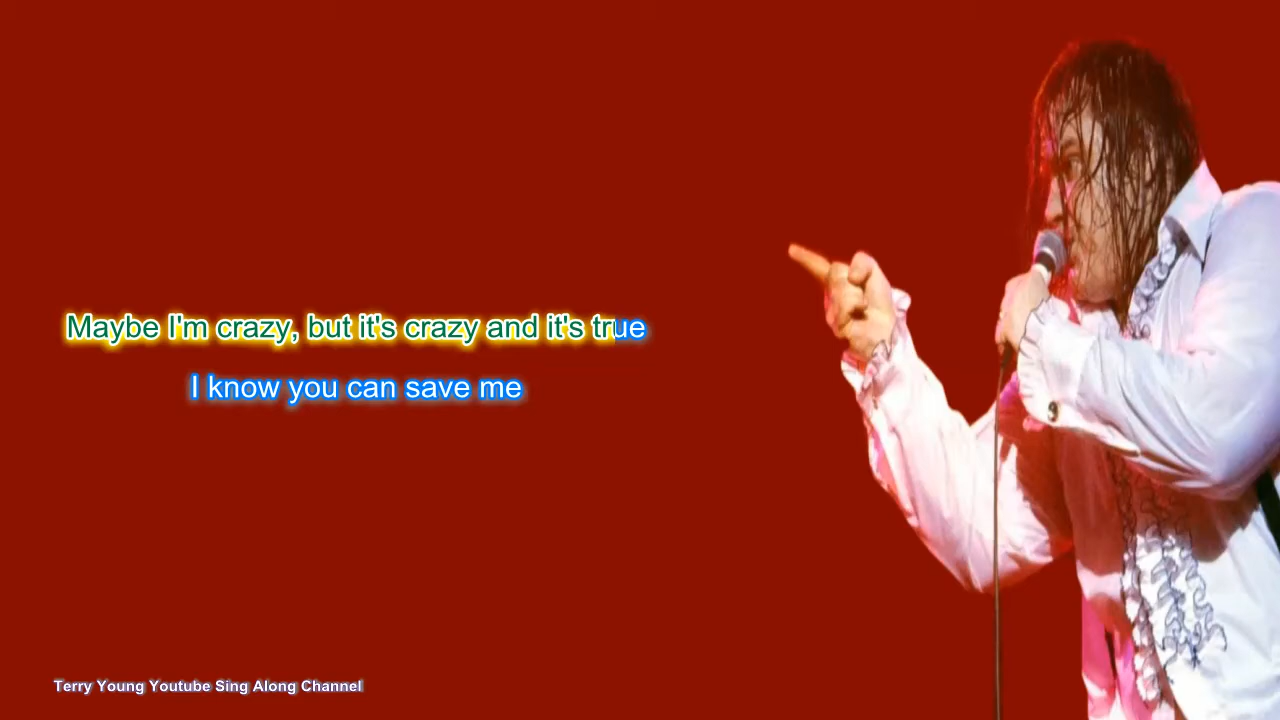 Maybe I'm crazy, but it's crazy and it's true
I know you can save me
Terry Young Youtube Sing Along Channel